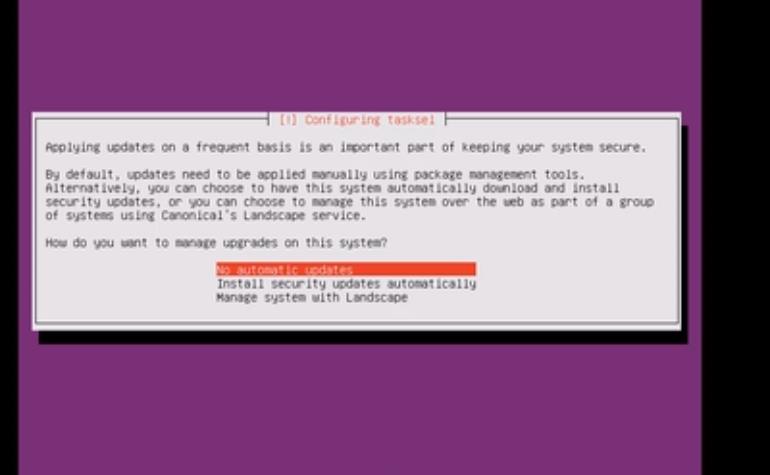 [!] Configuring tasksel
Applying updates on a frequent basis is an important part of keeping your system secure.
By default, updates need to be applied manually using package management tools.
Alternatively, you can choose to have this system automatically download and install
security updates, or you can choose to manage this system over the web as part of a group
of systems using Canonical's Landscape service.
How do you want to manage upgrades on this system?
No automatic updates
Install security updates automatically
Manage system with Landscape